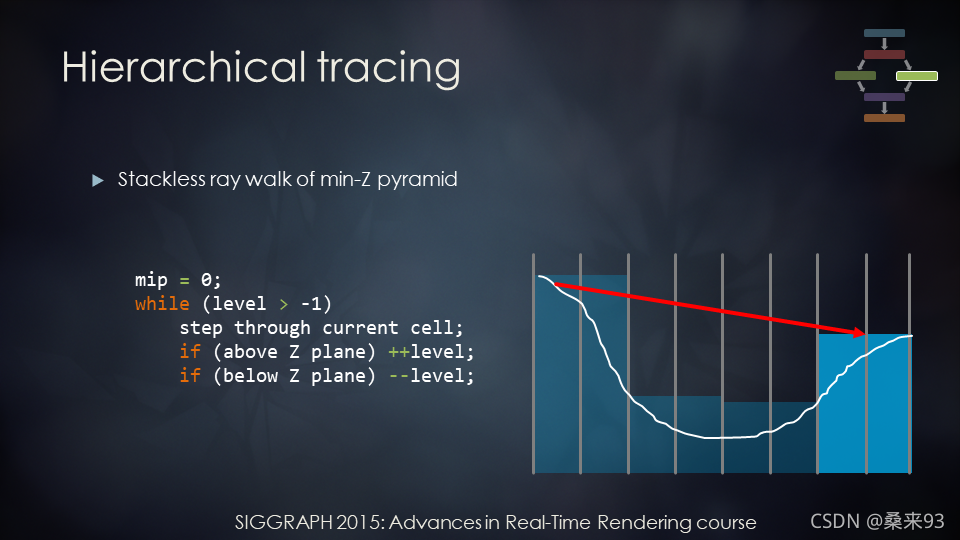 Hierarchical tracing
Stackless ray walk of min-Z pyramid
mip = 0;
while (level > -1)
    step through current cell;
    if (above Z plane) ++level;
    if (below Z plane) --level;
SIGGRAPH 2015: Advances in Real-Time Rendering course
CSDN @桑来93